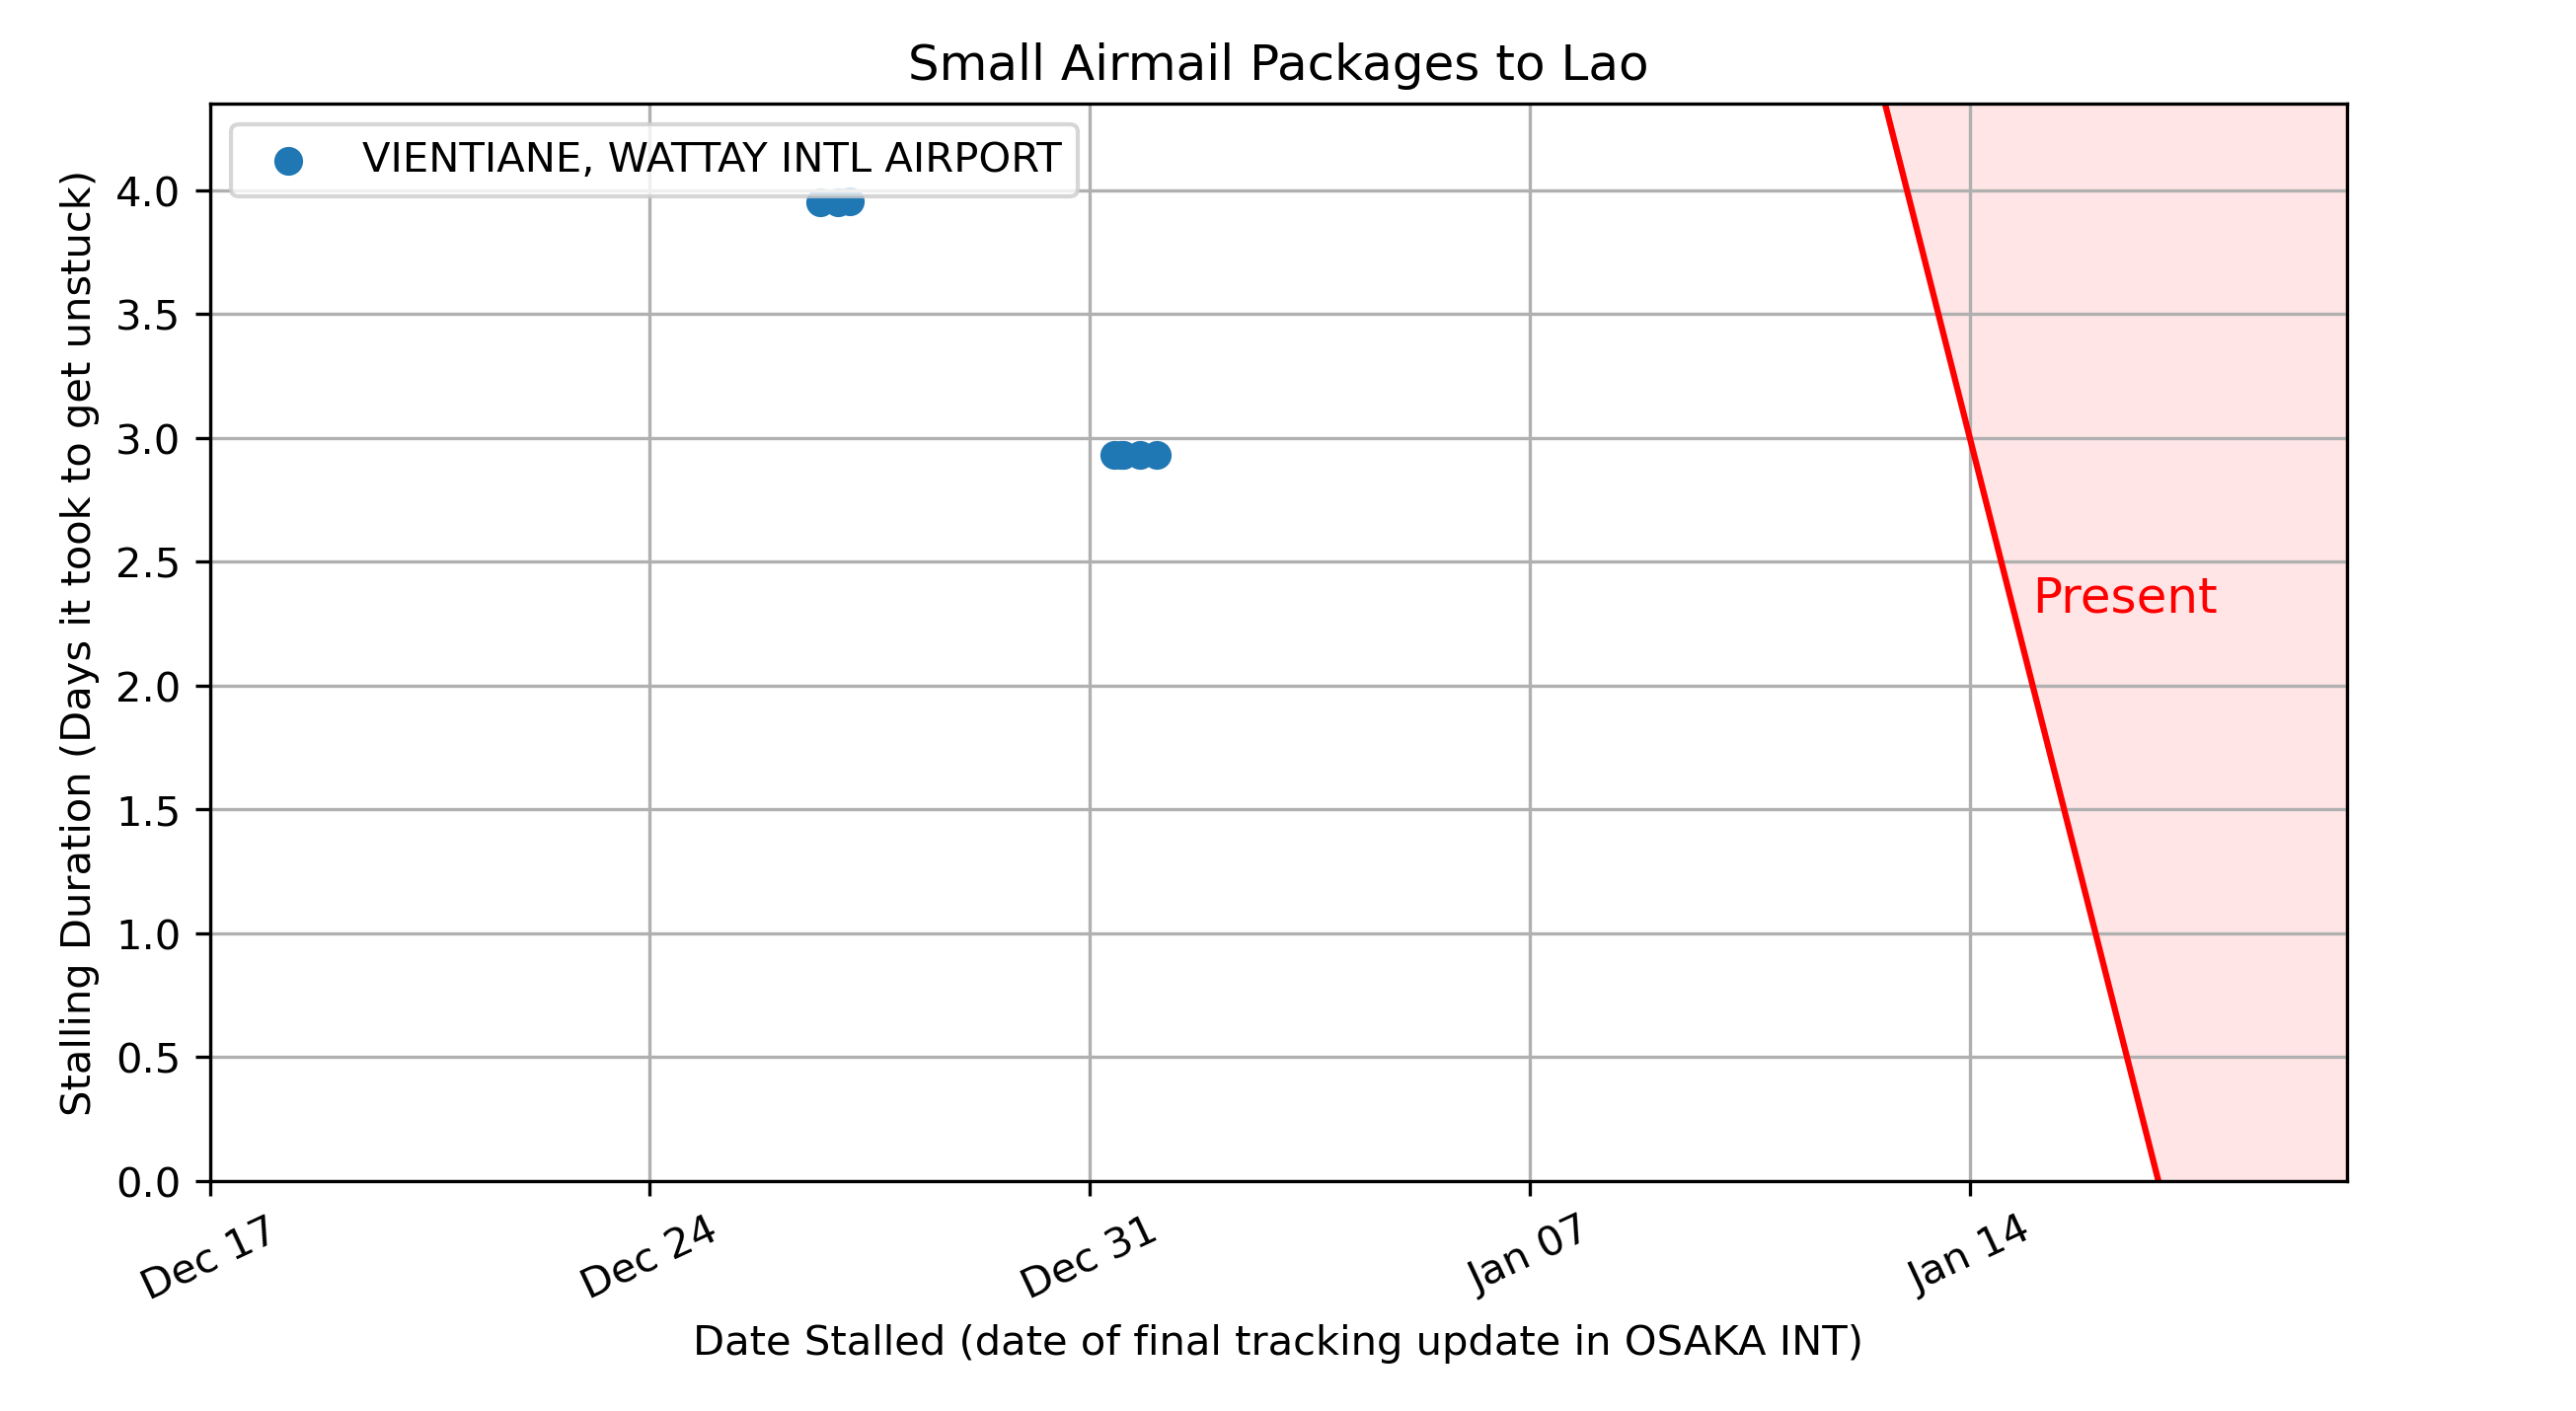 Small Airmail Packages to Lao
VIENTIANE, WATTAY INTL AIRPORT
Stalling Duration (Days it took to get unstuck)
4.0
3.5
3.0
2.5
2.0
1.5
1.0
0.5
0.0
Present
Dec 17
Dec 24
Dec 31
Jan 07
Jan 14
Date Stalled (date of final tracking update in OSAKA INT)